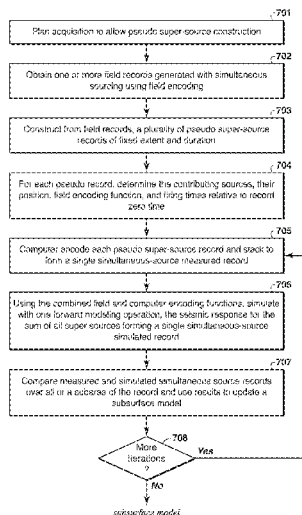 701
Plan acquisition to allow pseudo super-source construction
702
Obtain one or more field records generated with simultaneous
sourcing using field encoding
703
Construct from field records, a plurality of pseudo super-source
records of fixed extent and duration
704
For each pseudo record, determine the contributing sources, their
position, field encoding function, and firing times relative to record
zero time
705
Computer encode each pseudo super-source record and stack to
form a single simultaneous-source measured record
706
Using the combined field and computer encoding functions, simulate
with one forward modeling operation, the seismic response for the
sum of all super sources forming a single simultaneous-source
simulated record
707
Compare measured and simulated simultaneous source records
over all or a subset of the record and use results to update a
subsurface model
708
More
iterations
?
Yes
No
subsurface model